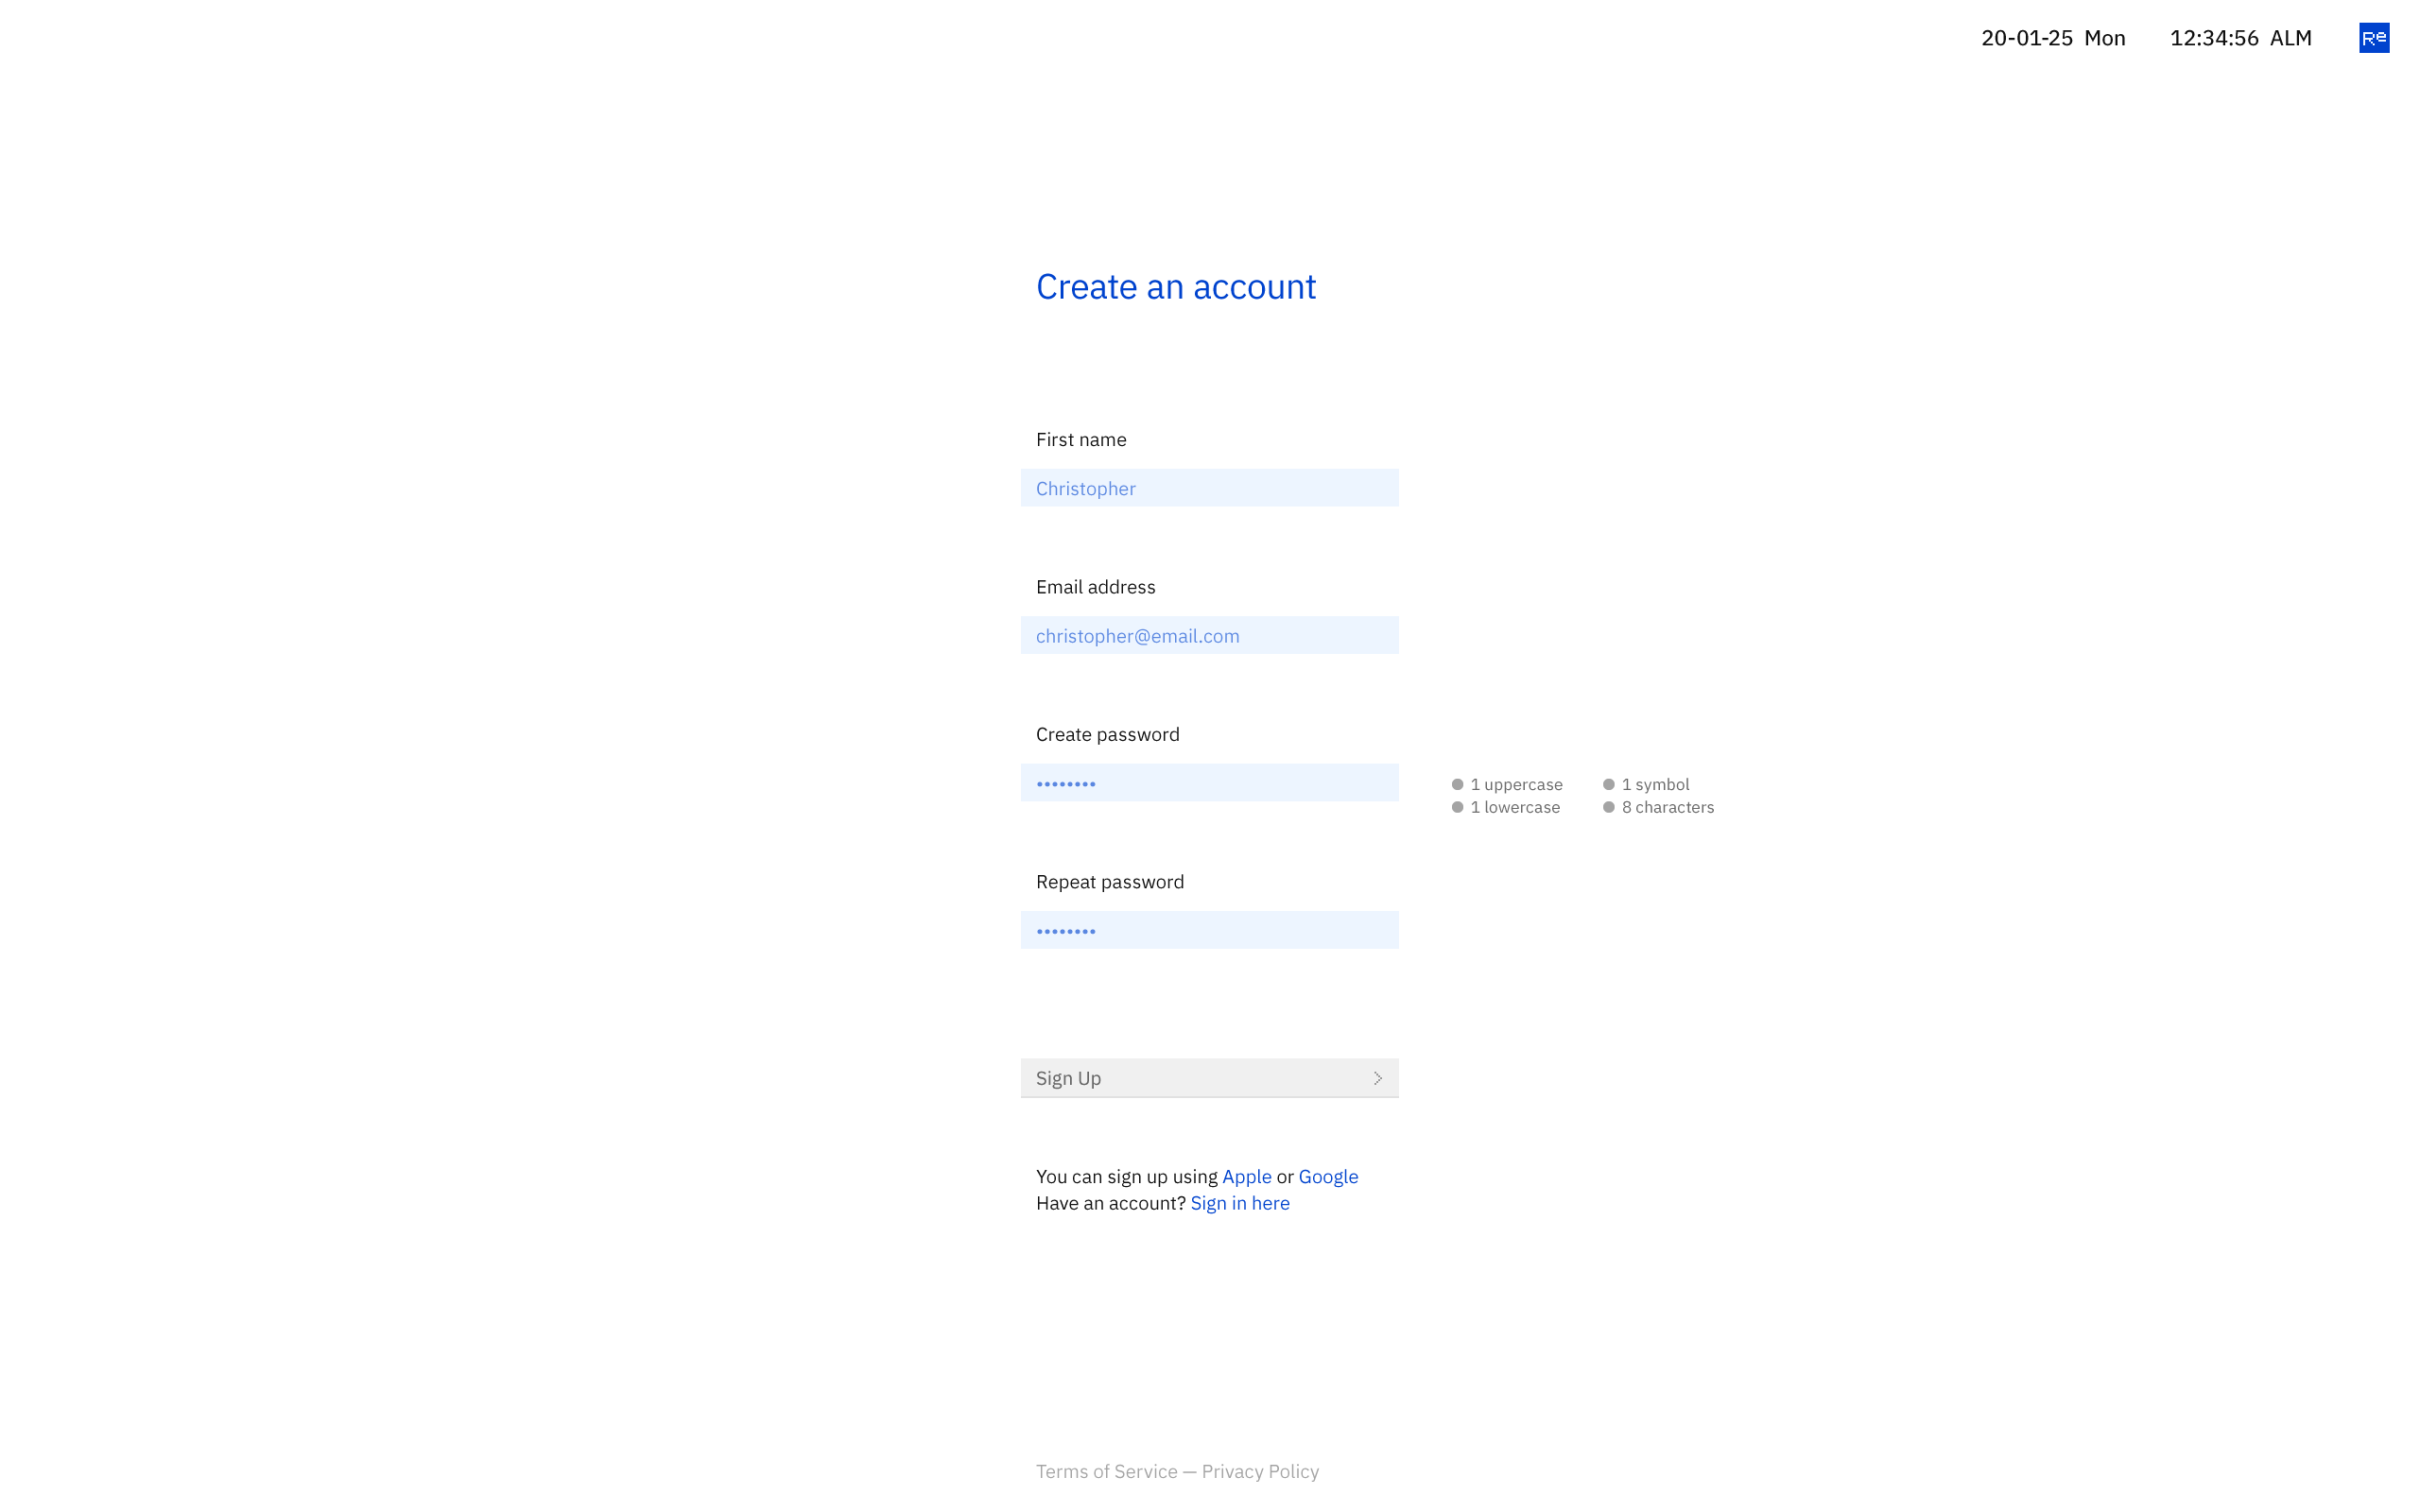 20-01-25 Mon 12:34:56 ALM Re
Create an account
First name
Christopher
Email address
christopher@email.com
Create password
••••••••
1 uppercase 1 symbol
1 lowercase 8 characters
Repeat password
••••••••
Sign Up
You can sign up using Apple or Google
Have an account? Sign in here
Terms of Service — Privacy Policy